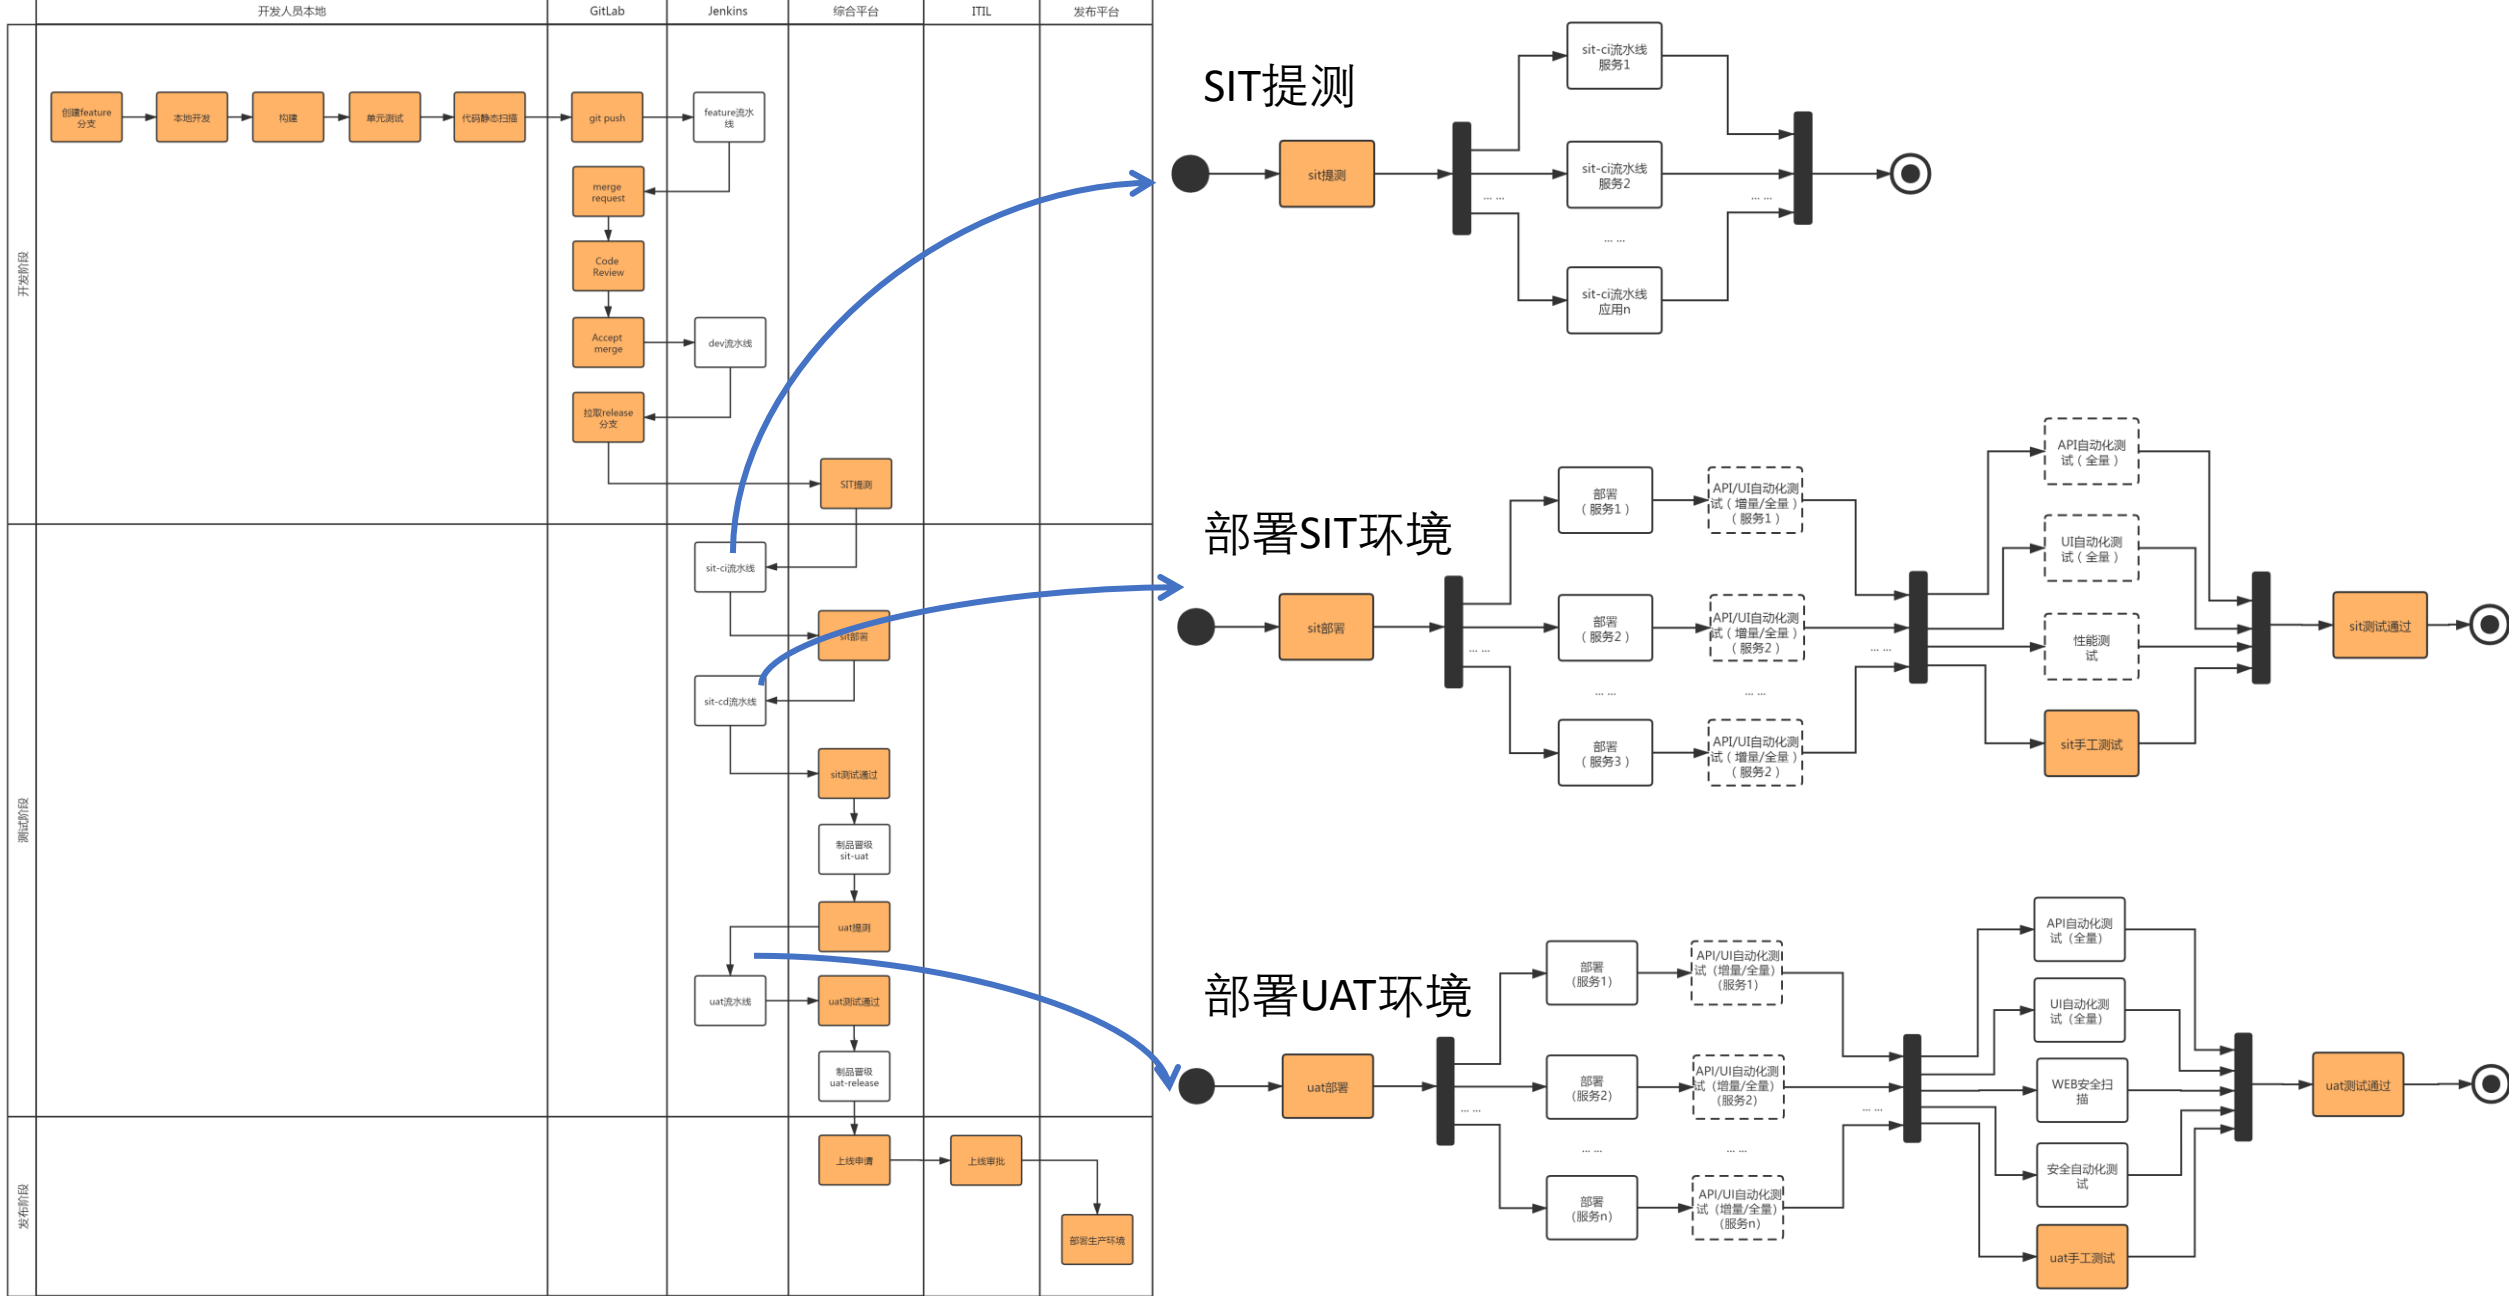 开发人员本地
GitLab
Jenkins
综合平台
ITIL
发布平台
开发阶段
创建feature
分支
本地开发
构建
单元测试
代码静态扫描
git push
feature流水
线
merge
request
Code
Review
Accept
merge
dev流水线
拉取release
分支
SIT提测
测试阶段
sit-ci流水线
sit部署
sit-cd流水线
sit测试通过
制品晋级
sit-uat
uat提测
uat流水线
uat测试通过
制品晋级
uat-release
发布阶段
上线申请
上线审批
部署生产环境
SIT提测
sit提测
... ...
sit-ci流水线
服务1
sit-ci流水线
服务2
... ...
sit-ci流水线
应用n
... ...
部署SIT环境
sit部署
... ...
部署
（服务1）
部署
（服务2）
... ...
部署
（服务3）
API/UI自动化测
试（增量/全量）
（服务1）
API/UI自动化测
试（增量/全量）
（服务2）
... ...
API/UI自动化测
试（增量/全量）
（服务2）
... ...
API自动化测
试（全量）
UI自动化测
试（全量）
性能测
试
sit手工测试
sit测试通过
部署UAT环境
uat部署
... ...
部署
(服务1)
部署
(服务2)
... ...
部署
(服务n)
API/UI自动化测
试（增量/全量）
(服务1)
API/UI自动化测
试（增量/全量）
(服务2)
... ...
API/UI自动化测
试（增量/全量）
(服务n)
... ...
API自动化测
试（全量）
UI自动化测
试（全量）
WEB安全扫
描
安全自动化测
试
uat手工测试
uat测试通过